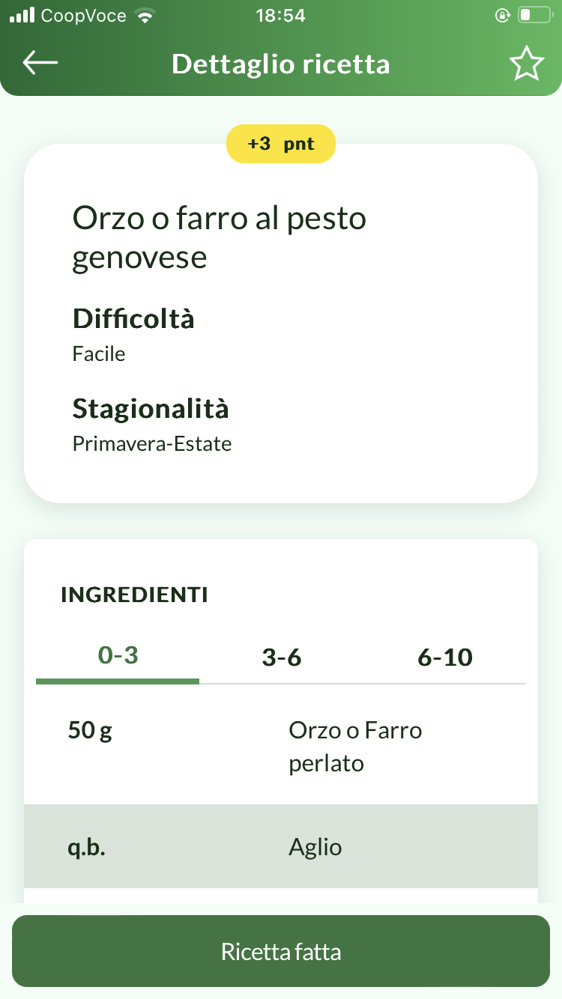 CoopVoce
18:54
Dettaglio ricetta
+3 pnt
Orzo o farro al pesto
genovese
Difficoltà
Facile
Stagionalità
Primavera-Estate
INGREDIENTI
0-3 3-6 6-10
50 g Orzo o Farro
perlato
q.b. Aglio
Ricetta fatta